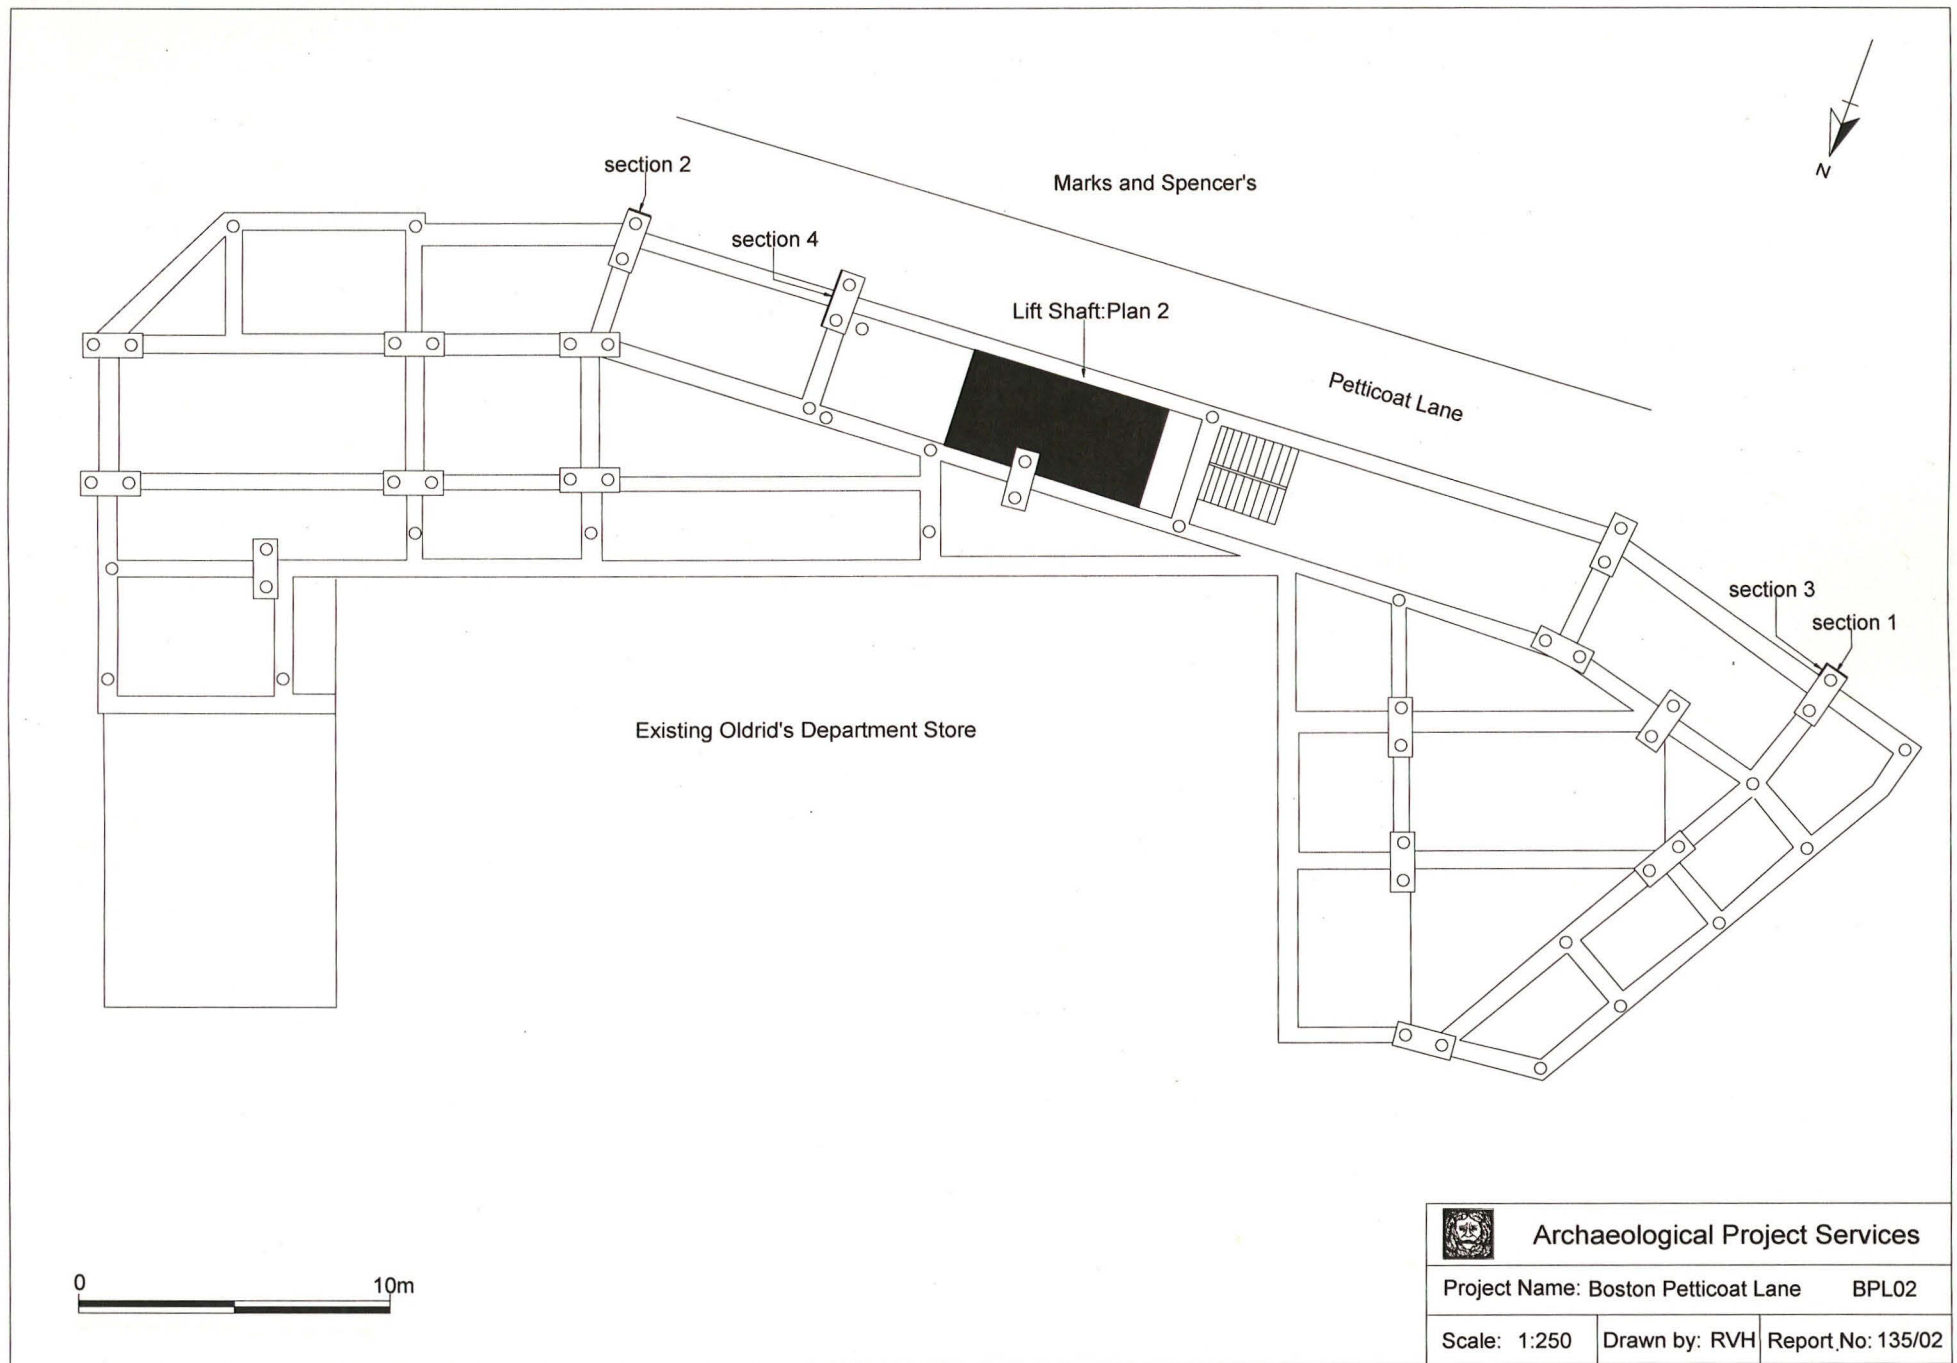 N
section 2
Marks and Spencer's
section 4
Lift Shaft:Plan 2
Petticoat Lane
section 3
section 1
Existing Oldrid's Department Store
0 10m
Archaeological Project Services
Project Name: Boston Petticoat Lane BPL02
Scale: 1:250 Drawn by: RVH Report No: 135/02